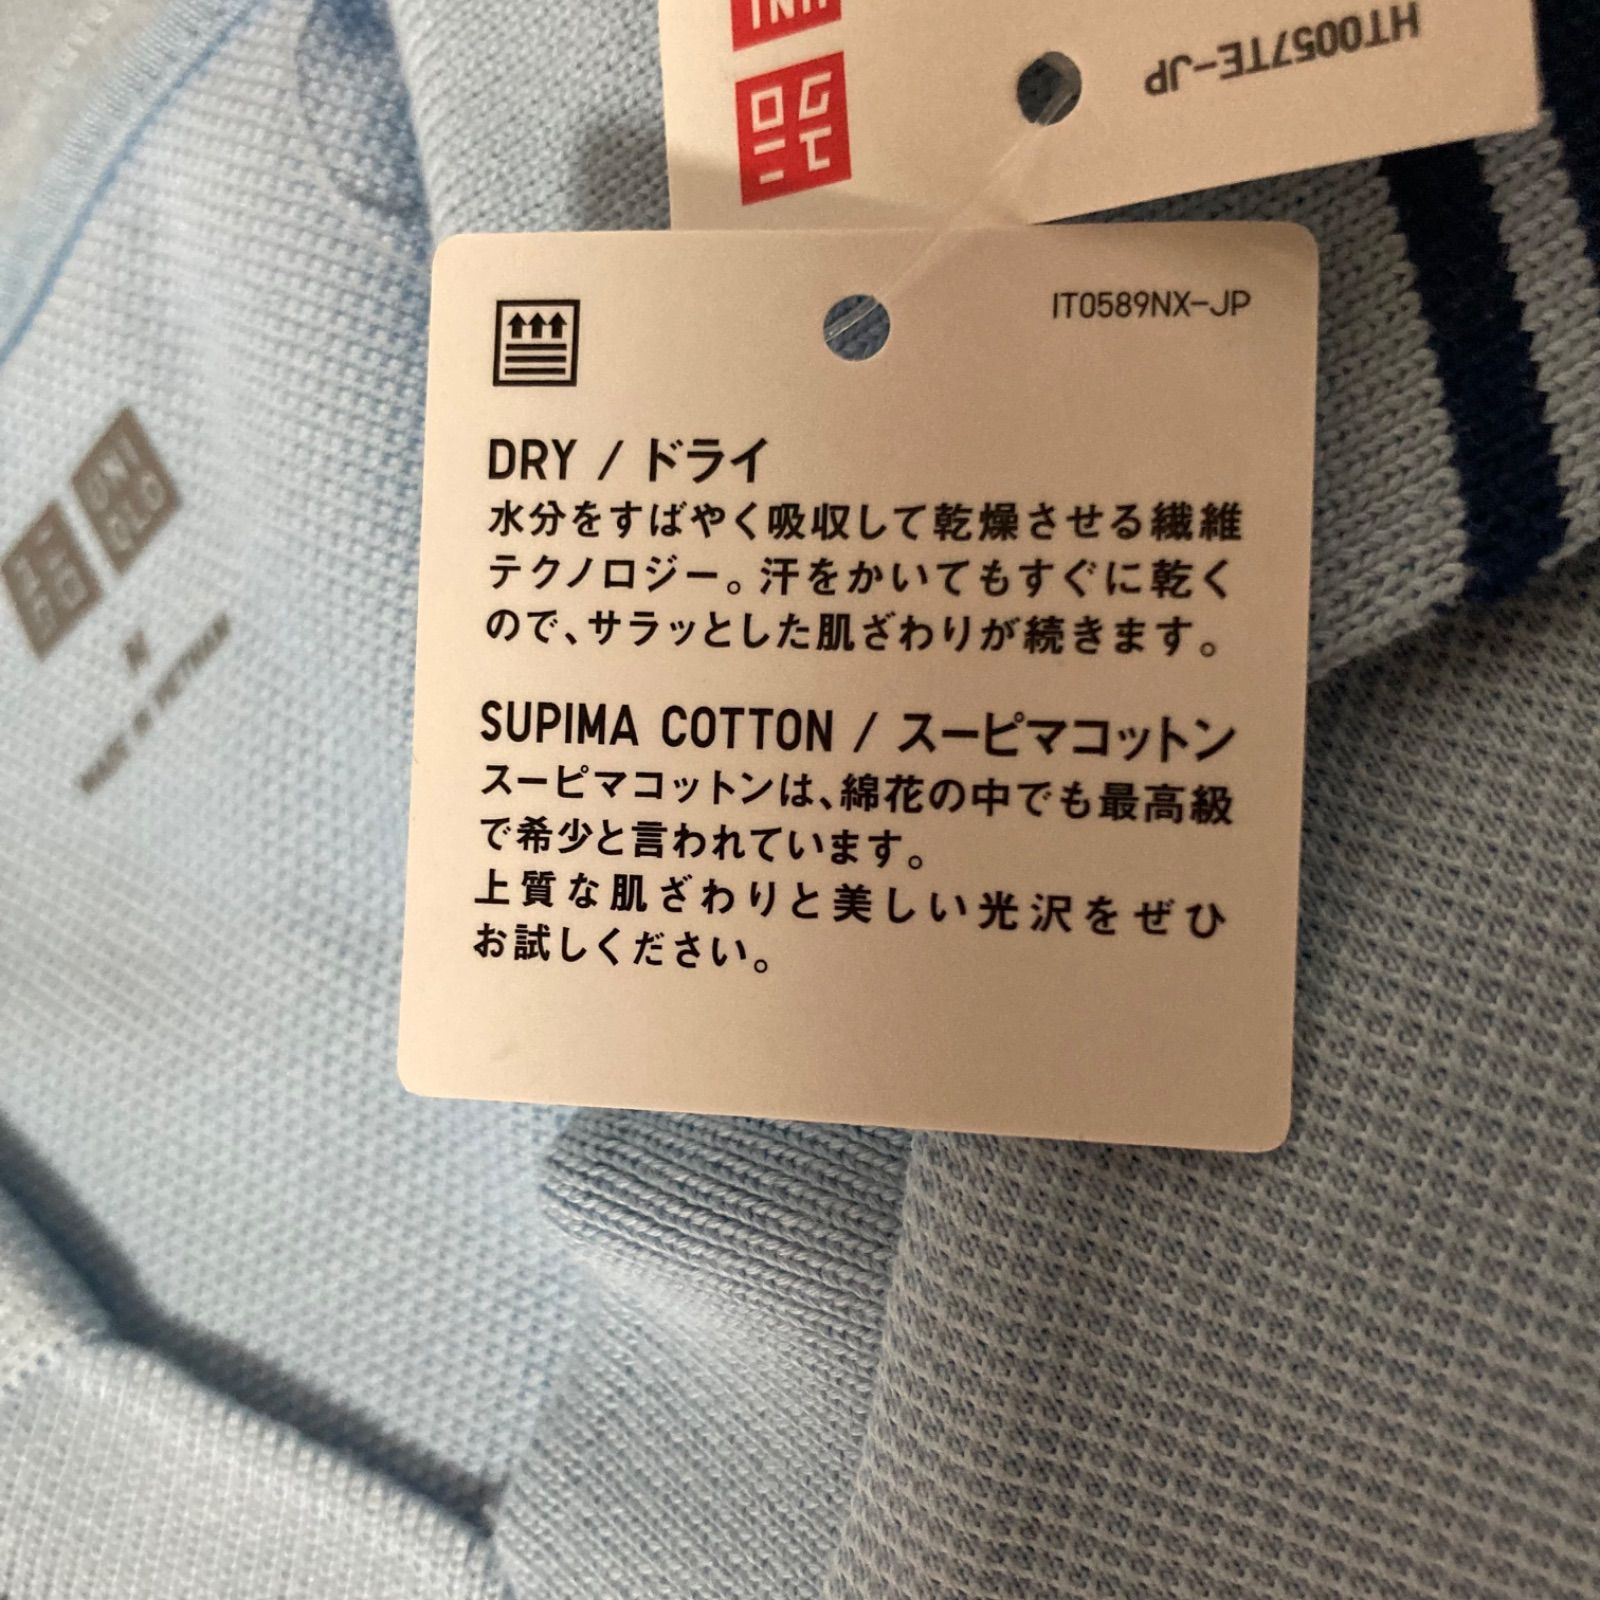 HT0057TE-JP
IT0589NX-JP
DRY / ドライ
水分をすばやく吸収して乾燥させる繊維
テクノロジー。汗をかいてもすぐに乾く
ので、サラッとした肌ざわりが続きます。
SUPIMA COTTON / スーピマコットン
スーピマコットンは、綿花の中でも最高級
で希少と言われています。
上質な肌ざわりと美しい光沢をぜひ
お試しください。
UNI
QLO
M
MADE IN VIETNAM